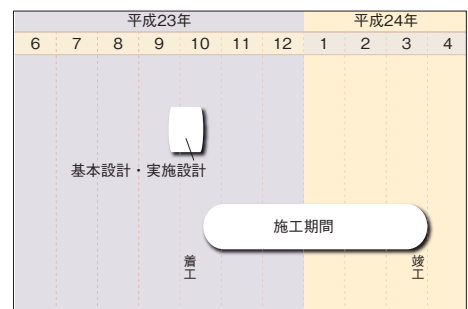 平成23年 平成24年
6 7 8 9 10 11 12 1 2 3 4
基本設計・実施設計
施工期間
着工 竣工